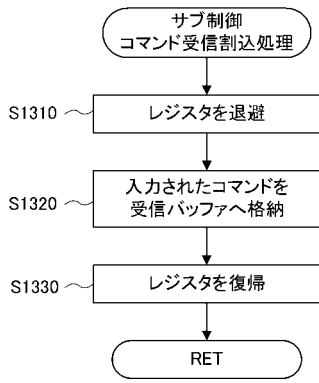 サブ制御
コマンド受信割込処理
S1310
レジスタを退避
S1320
入力されたコマンドを
受信バッファへ格納
S1330
レジスタを復帰
RET